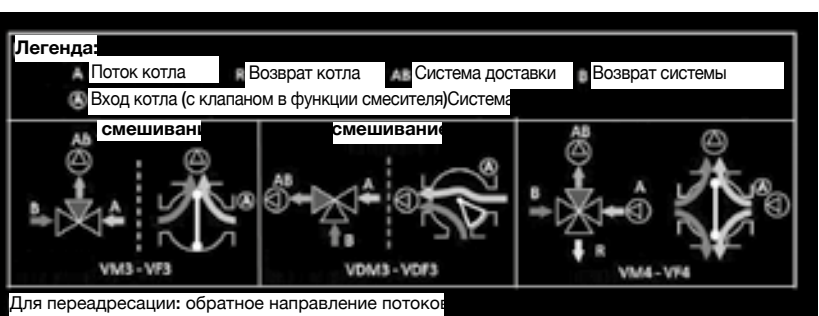 Легенда:
A Поток котла R Возврат котла AB Система доставки B Возврат системы
Ⓐ Вход котла (с клапаном в функции смесителя)Система
смешивани смешивание
AB AB A AB A
B A Ⓐ A B Ⓐ
B R Ⓐ
VM3 - VF3 VDM3 - VDF3 VM4 - VF4
Для переадресации: обратное направление потоков